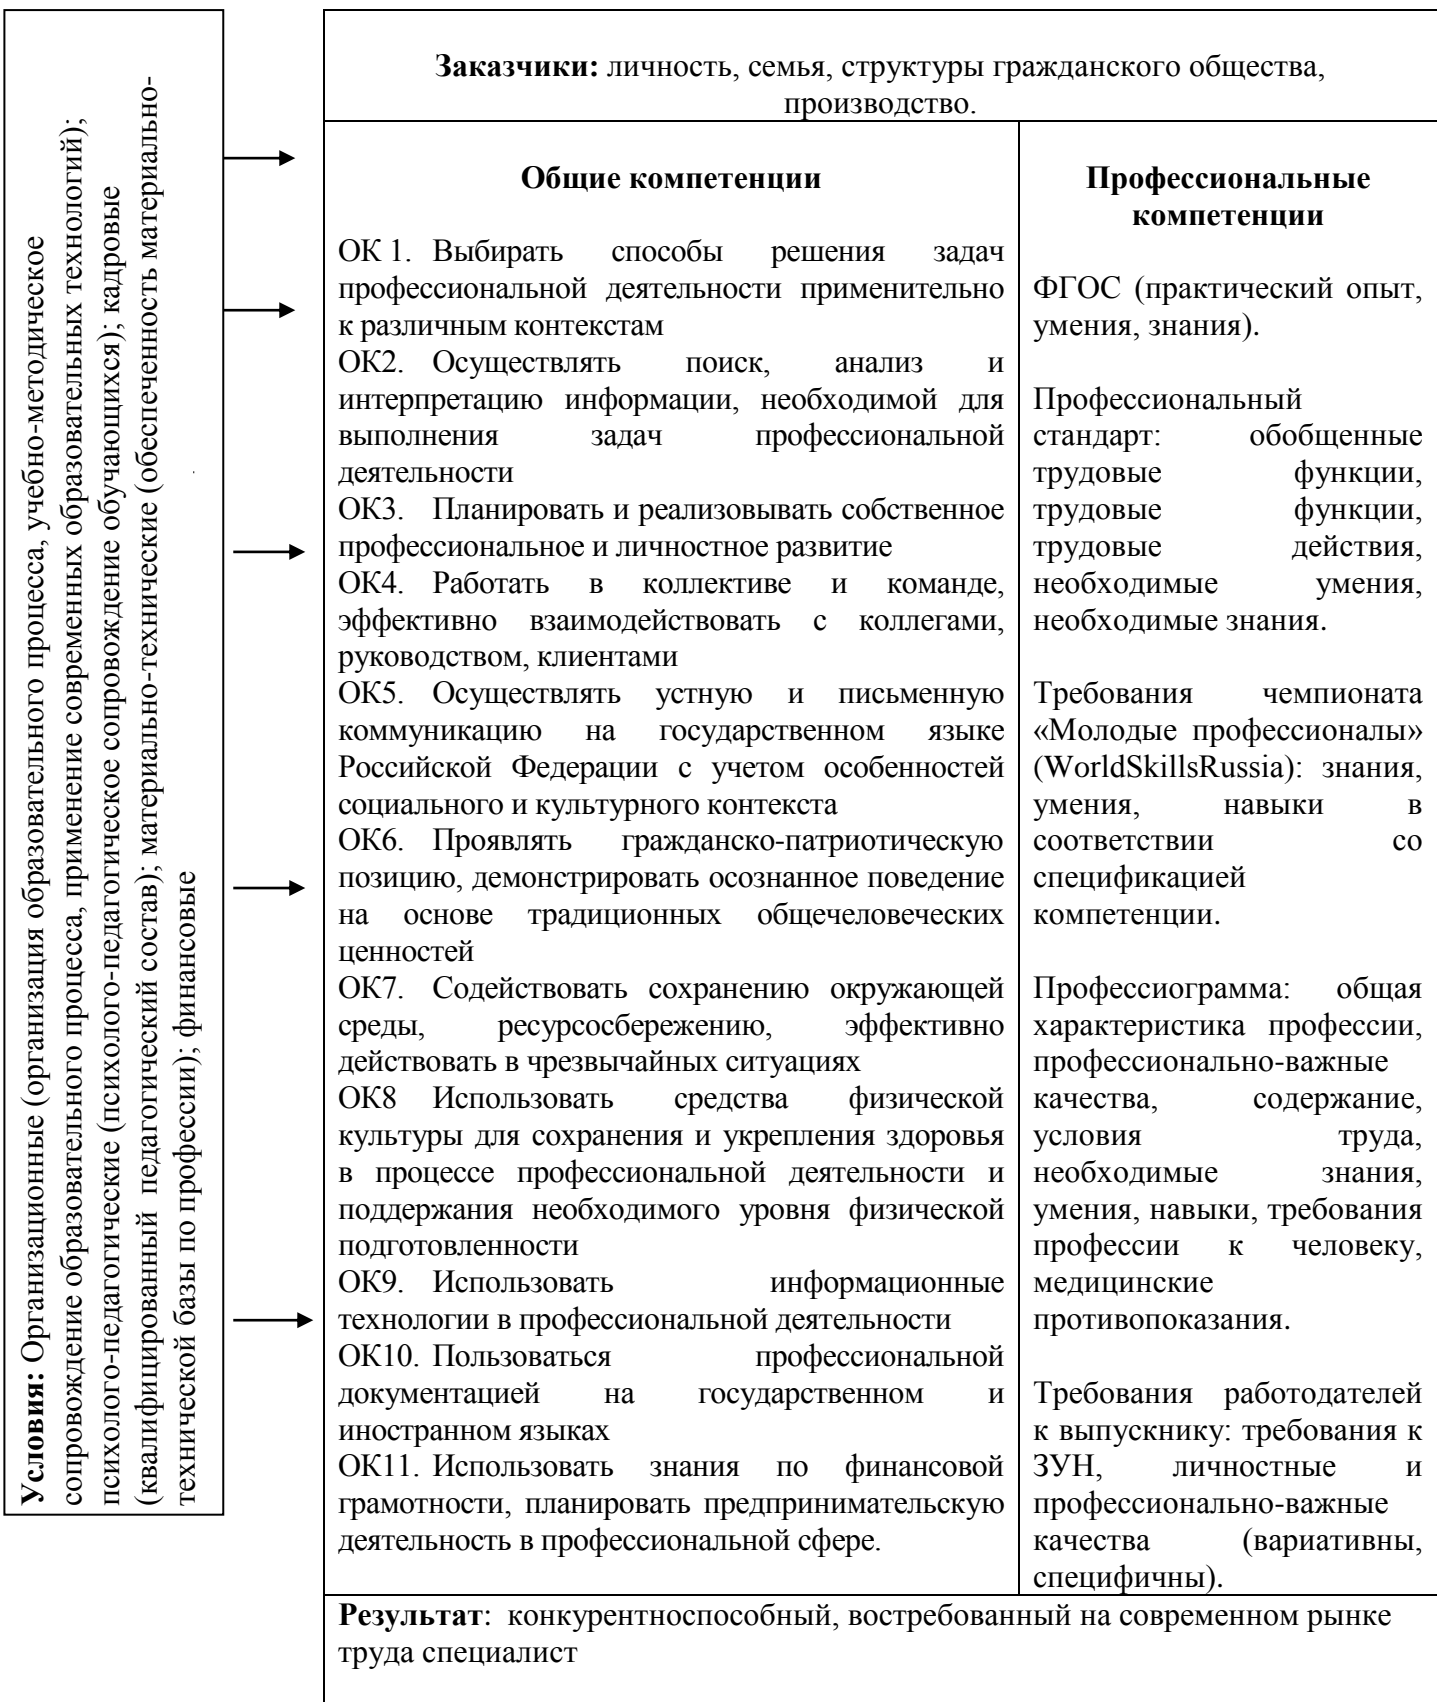 Условия: Организационные (организация образовательного процесса, учебно-методическое
сопровождение образовательного процесса, применение современных образовательных технологий);
психолого-педагогические (психолого-педагогическое сопровождение обучающихся); кадровые
(квалифицированный педагогический состав); материально-технические (обеспеченность материально-
технической базы по профессии); финансовые
Заказчики: личность, семья, структуры гражданского общества,
производство.
Общие компетенции
ОК 1. Выбирать способы решения задач
профессиональной деятельности применительно
к различным контекстам
ОК2. Осуществлять поиск, анализ и
интерпретацию информации, необходимой для
выполнения задач профессиональной
деятельности
ОК3. Планировать и реализовывать собственное
профессиональное и личностное развитие
ОК4. Работать в коллективе и команде,
эффективно взаимодействовать с коллегами,
руководством, клиентами
ОК5. Осуществлять устную и письменную
коммуникацию на государственном языке
Российской Федерации с учетом особенностей
социального и культурного контекста
ОК6. Проявлять гражданско-патриотическую
позицию, демонстрировать осознанное поведение
на основе традиционных общечеловеческих
ценностей
ОК7. Содействовать сохранению окружающей
среды, ресурсосбережению, эффективно
действовать в чрезвычайных ситуациях
ОК8 Использовать средства физической
культуры для сохранения и укрепления здоровья
в процессе профессиональной деятельности и
поддержания необходимого уровня физической
подготовленности
ОК9. Использовать информационные
технологии в профессиональной деятельности
ОК10. Пользоваться профессиональной
документацией на государственном и
иностранном языках
ОК11. Использовать знания по финансовой
грамотности, планировать предпринимательскую
деятельность в профессиональной сфере.
Профессиональные
компетенции
ФГОС (практический опыт,
умения, знания).
Профессиональный
стандарт: обобщенные
трудовые функции,
трудовые функции,
трудовые действия,
необходимые умения,
необходимые знания.
Требования чемпионата
«Молодые профессионалы»
(WorldSkillsRussia): знания,
умения, навыки в
соответствии со
спецификацией
компетенции.
Профессиограмма: общая
характеристика профессии,
профессионально-важные
качества, содержание,
условия труда,
необходимые знания,
умения, навыки, требования
профессии к человеку,
медицинские
противопоказания.
Требования работодателей
к выпускнику: требования к
ЗУН, личностные и
профессионально-важные
качества (вариативны,
специфичны).
Результат: конкурентноспособный, востребованный на современном рынке
труда специалист